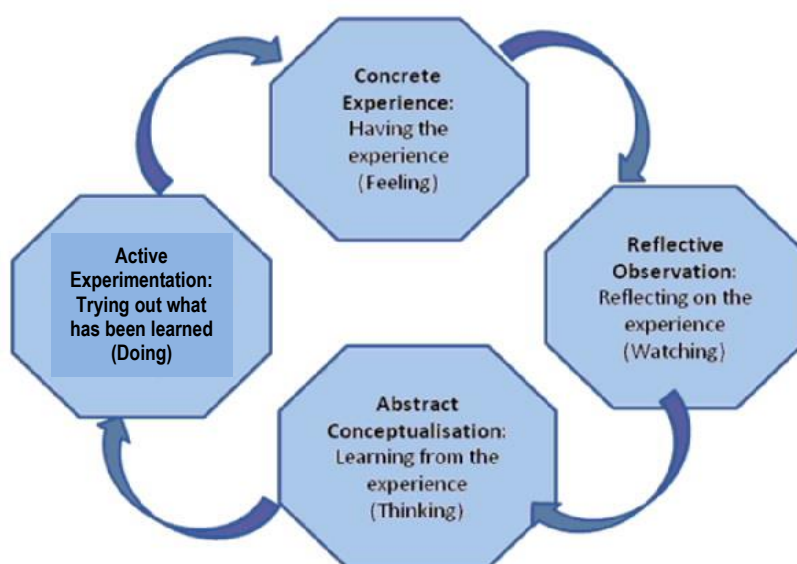 Concrete
Experience:
Having the
experience
(Feeling)
Reflective
Observation:
Reflecting on the
experience
(Watching)
Abstract
Conceptualisation:
Learning from the
experience
(Thinking)
Active
Experimentation:
Trying out what
has been learned
(Doing)